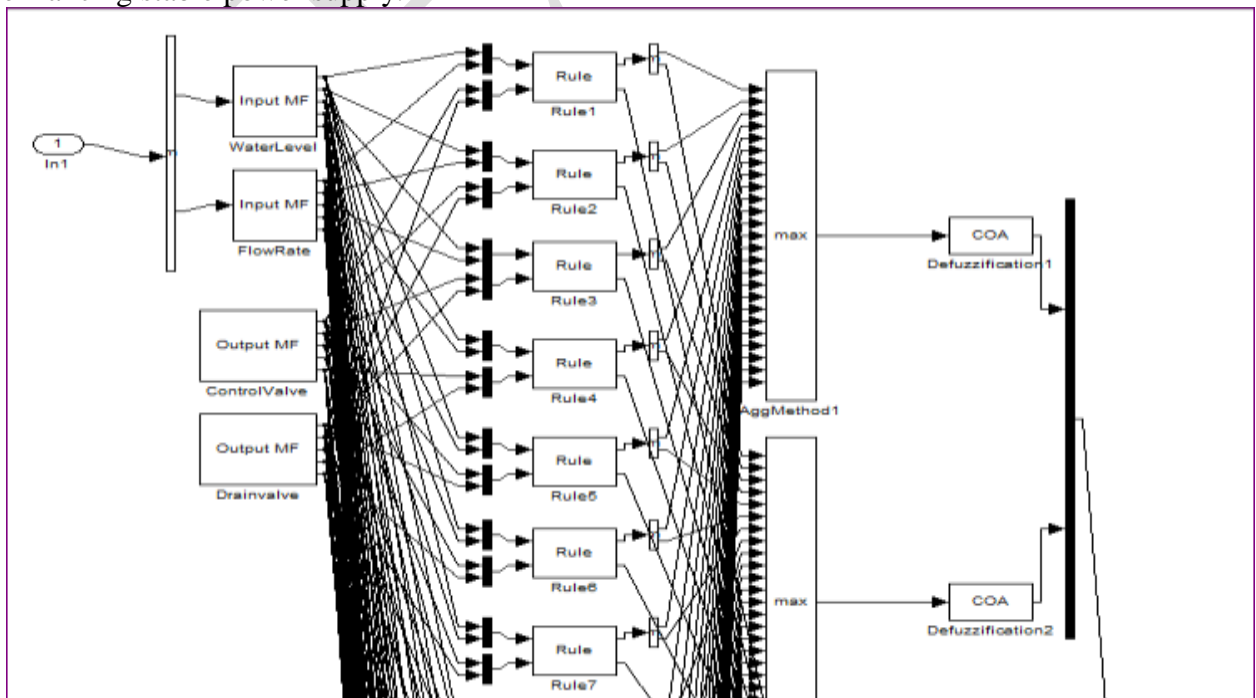 1
In1
Input MF
WaterLevel
Input MF
FlowRate
Output MF
ControlValve
Output MF
Drainvalve
Rule
Rule1
Rule
Rule2
Rule
Rule3
Rule
Rule4
Rule
Rule5
Rule
Rule6
Rule
Rule7
max
AggMethod1
max
COA
Defuzzification1
COA
Defuzzification2